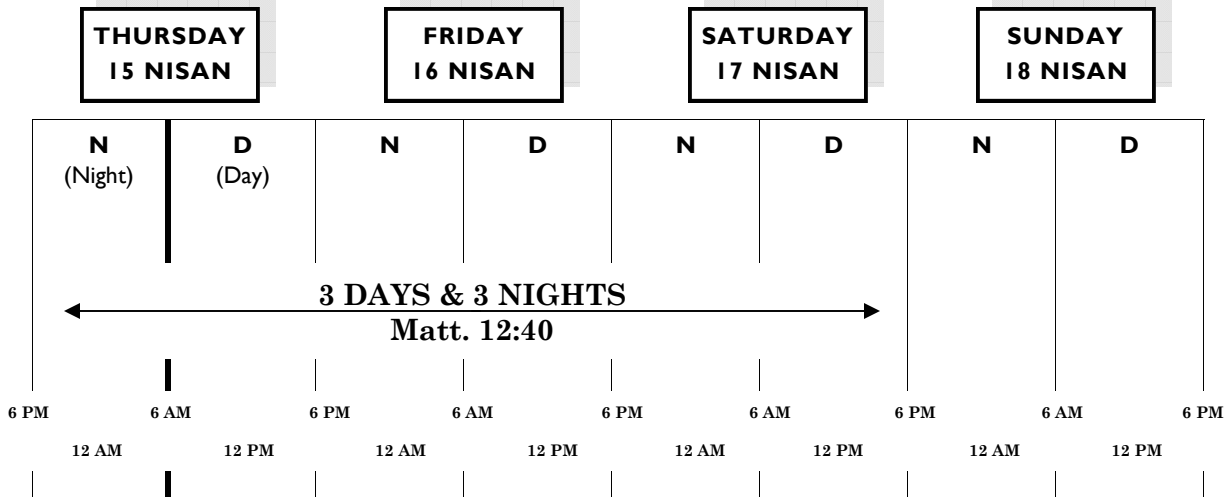 THURSDAY
15 NISAN
FRIDAY
16 NISAN
SATURDAY
17 NISAN
SUNDAY
18 NISAN
N D N D N D N D
(Night) (Day)
3 DAYS & 3 NIGHTS
Matt. 12:40
6 PM 6 AM 6 PM 6 AM 6 PM 6 AM 6 PM 6 AM 6 PM
12 AM 12 PM 12 AM 12 PM 12 AM 12 PM 12 AM 12 PM